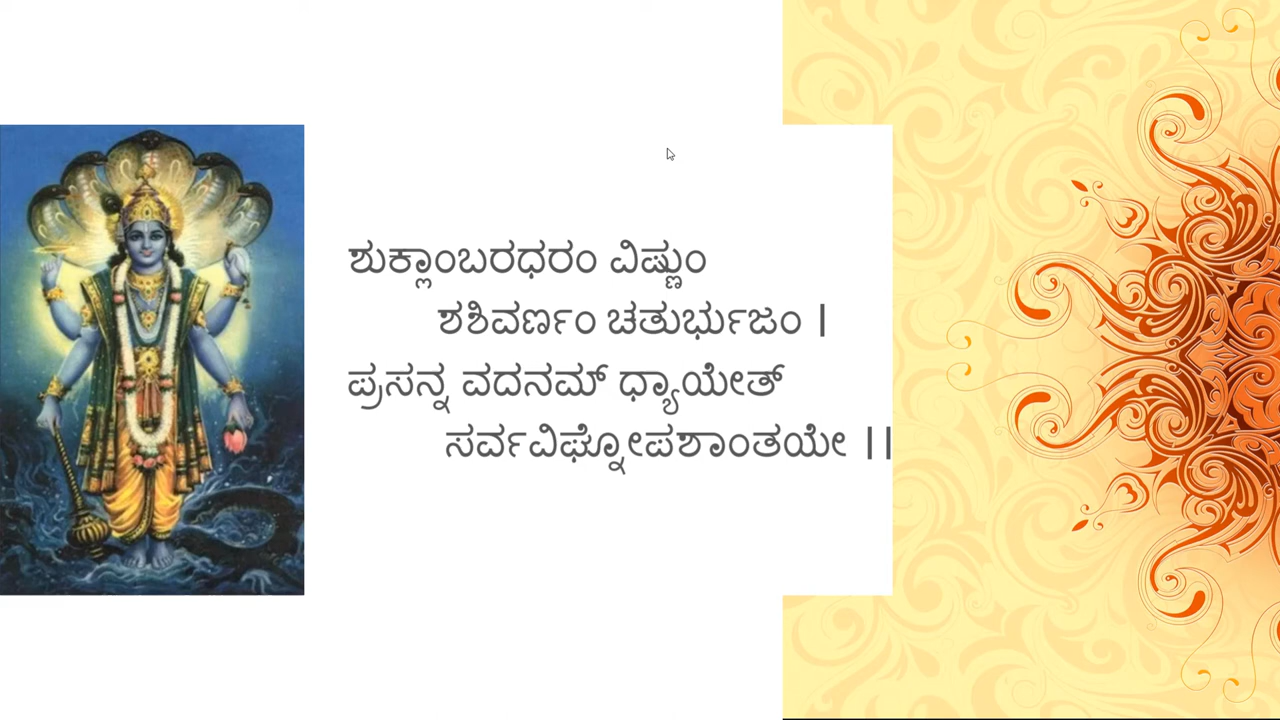 ಶುಕ್ಲಾಂಬರಧರಂ ವಿಷ್ಣುಂ
ಶಶಿವರ್ಣಂ ಚತುರ್ಭುಜಂ |
ಪ್ರಸನ್ನ ವದನಮ್ ಧ್ಯಾಯೇತ್
ಸರ್ವವಿಘ್ನೋಪಶಾಂತಯೇ ||